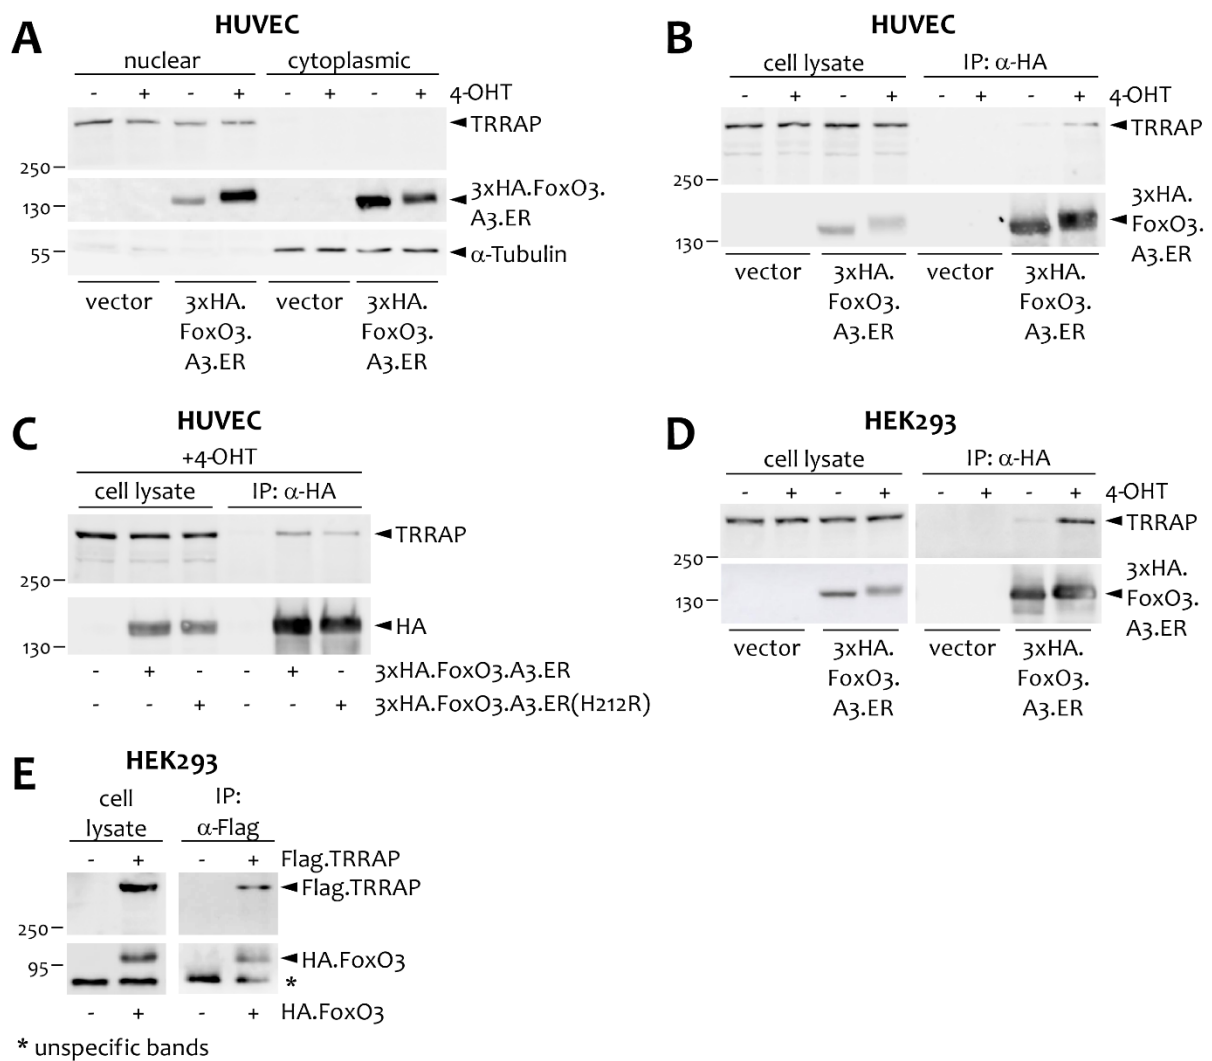 A
HUVEC
nuclear cytoplasmic
- + - + - + - + 4-OHT
TRRAP
250
3xHA.FoxO3.
130
A3.ER
55 α-Tubulin
vector 3xHA. vector 3xHA.
FoxO3. FoxO3.
A3.ER A3.ER
B
HUVEC
cell lysate IP: α-HA
- + - + - + - + 4-OHT
TRRAP
250
3xHA.
FoxO3.
130
A3.ER
vector 3xHA. vector 3xHA.
FoxO3. FoxO3.
A3.ER A3.ER
C
HUVEC
+4-OHT
cell lysate IP: α-HA
TRRAP
250
HA
130
- + - - + - 3xHA.FoxO3.A3.ER
- - + - - + 3xHA.FoxO3.A3.ER(H212R)
D
HEK293
cell lysate IP: α-HA
- + - + - + - + 4-OHT
TRRAP
250
3xHA.
130 FoxO3.
A3.ER
vector 3xHA. vector 3xHA.
FoxO3. FoxO3.
A3.ER A3.ER
E
HEK293
cell IP:
lysate α-Flag
- + - + Flag.TRRAP
Flag.TRRAP
250
HA.FoxO3
95
*
- + - + HA.FoxO3
* unspecific bands